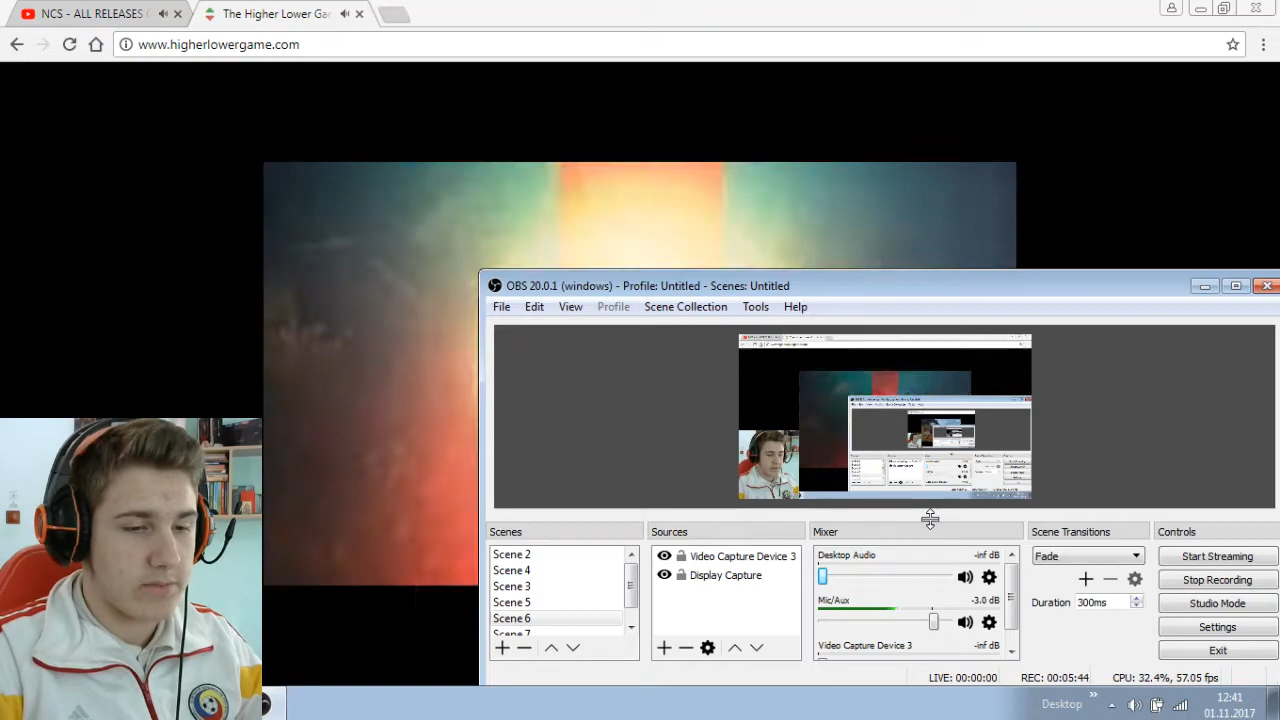 NCS - ALL RELEASES
The Higher Lower Ga
www.higherlowergame.com
OBS 20.0.1 (windows) - Profile: Untitled - Scenes: Untitled
File Edit View Profile Scene Collection Tools Help
Scenes
Sources
Mixer
Scene Transitions
Controls
Scene 2
Scene 4
Scene 3
Scene 5
Scene 6
Scene 7
Video Capture Device 3
Display Capture
Desktop Audio -inf dB
Mic/Aux -3.0 dB
Video Capture Device 3 -inf dB
Fade
Duration 300ms
Start Streaming
Stop Recording
Studio Mode
Settings
Exit
LIVE: 00:00:00 REC: 00:05:44 CPU: 32.4%, 57.05 fps
Desktop
12:41
01.11.2017